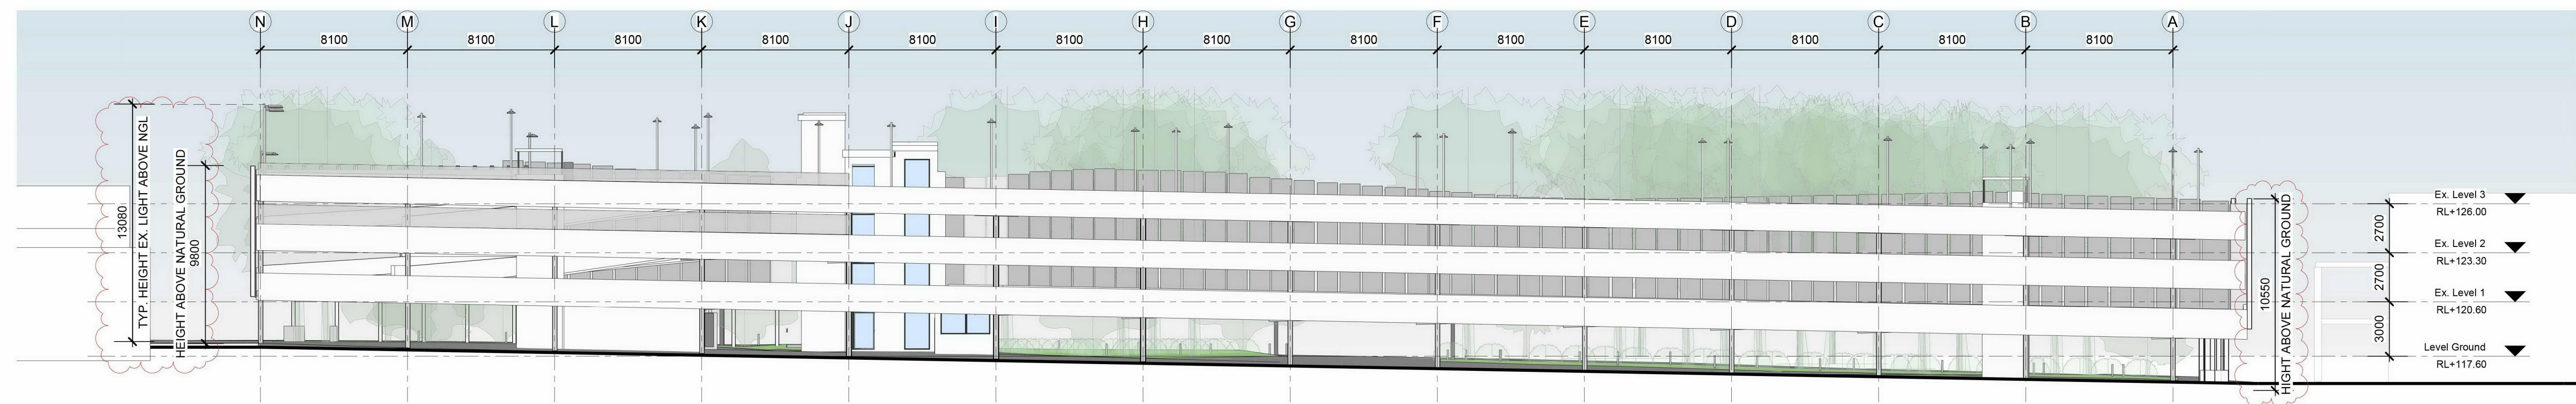 N M L K J I H G F E D C B A
8100 8100 8100 8100 8100 8100 8100 8100 8100 8100 8100 8100 8100
13080
TYP. HEIGHT EX. LIGHT ABOVE NGL
HEIGHT ABOVE NATURAL GROUND
9800
10550
HIGHT ABOVE NATURAL GROUND
2700
2700
3000
Ex. Level 3
RL+126.00
Ex. Level 2
RL+123.30
Ex. Level 1
RL+120.60
Level Ground
RL+117.60